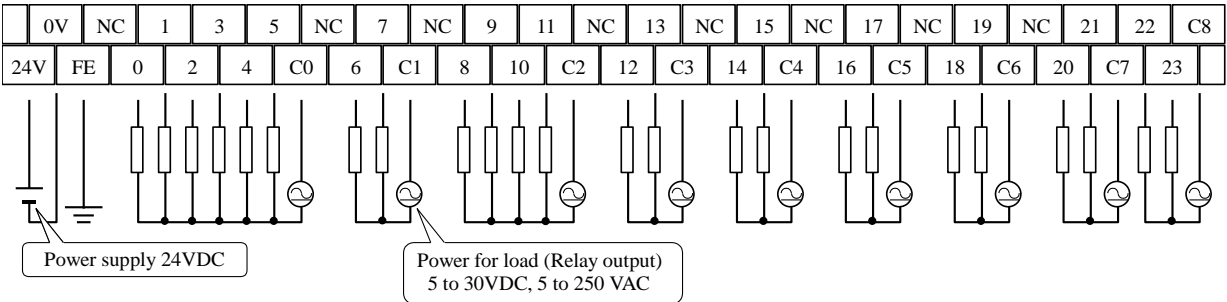 0V NC 1 3 5 NC 7 NC 9 11 NC 13 NC 15 NC 17 NC 19 NC 21 22 C8
24V FE 0 2 4 C0 6 C1 8 10 C2 12 C3 14 C4 16 C5 18 C6 20 C7 23
Power supply 24VDC
Power for load (Relay output)
5 to 30VDC, 5 to 250 VAC